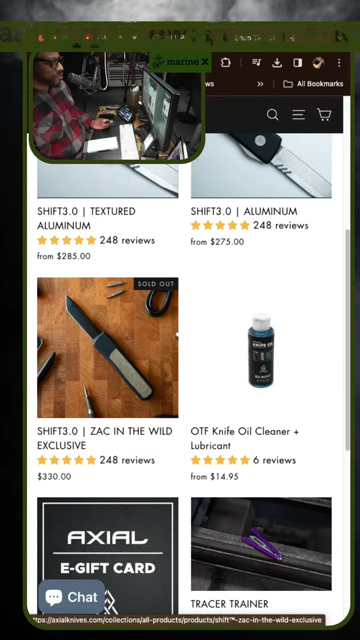 marine X
All Bookmarks
SHIFT3.0 | TEXTURED
ALUMINUM
248 reviews
from $285.00
SHIFT3.0 | ALUMINUM
248 reviews
from $275.00
SOLD OUT
SHIFT3.0 | ZAC IN THE WILD
EXCLUSIVE
248 reviews
$330.00
KNIFE OIL
OTF Knife Oil Cleaner +
Lubricant
6 reviews
from $14.95
AXIAL
E-GIFT CARD
TRACER TRAINER
Chat
ttps://axialknives.com/collections/all-products/products/shift™-zac-in-the-wild-exclusive